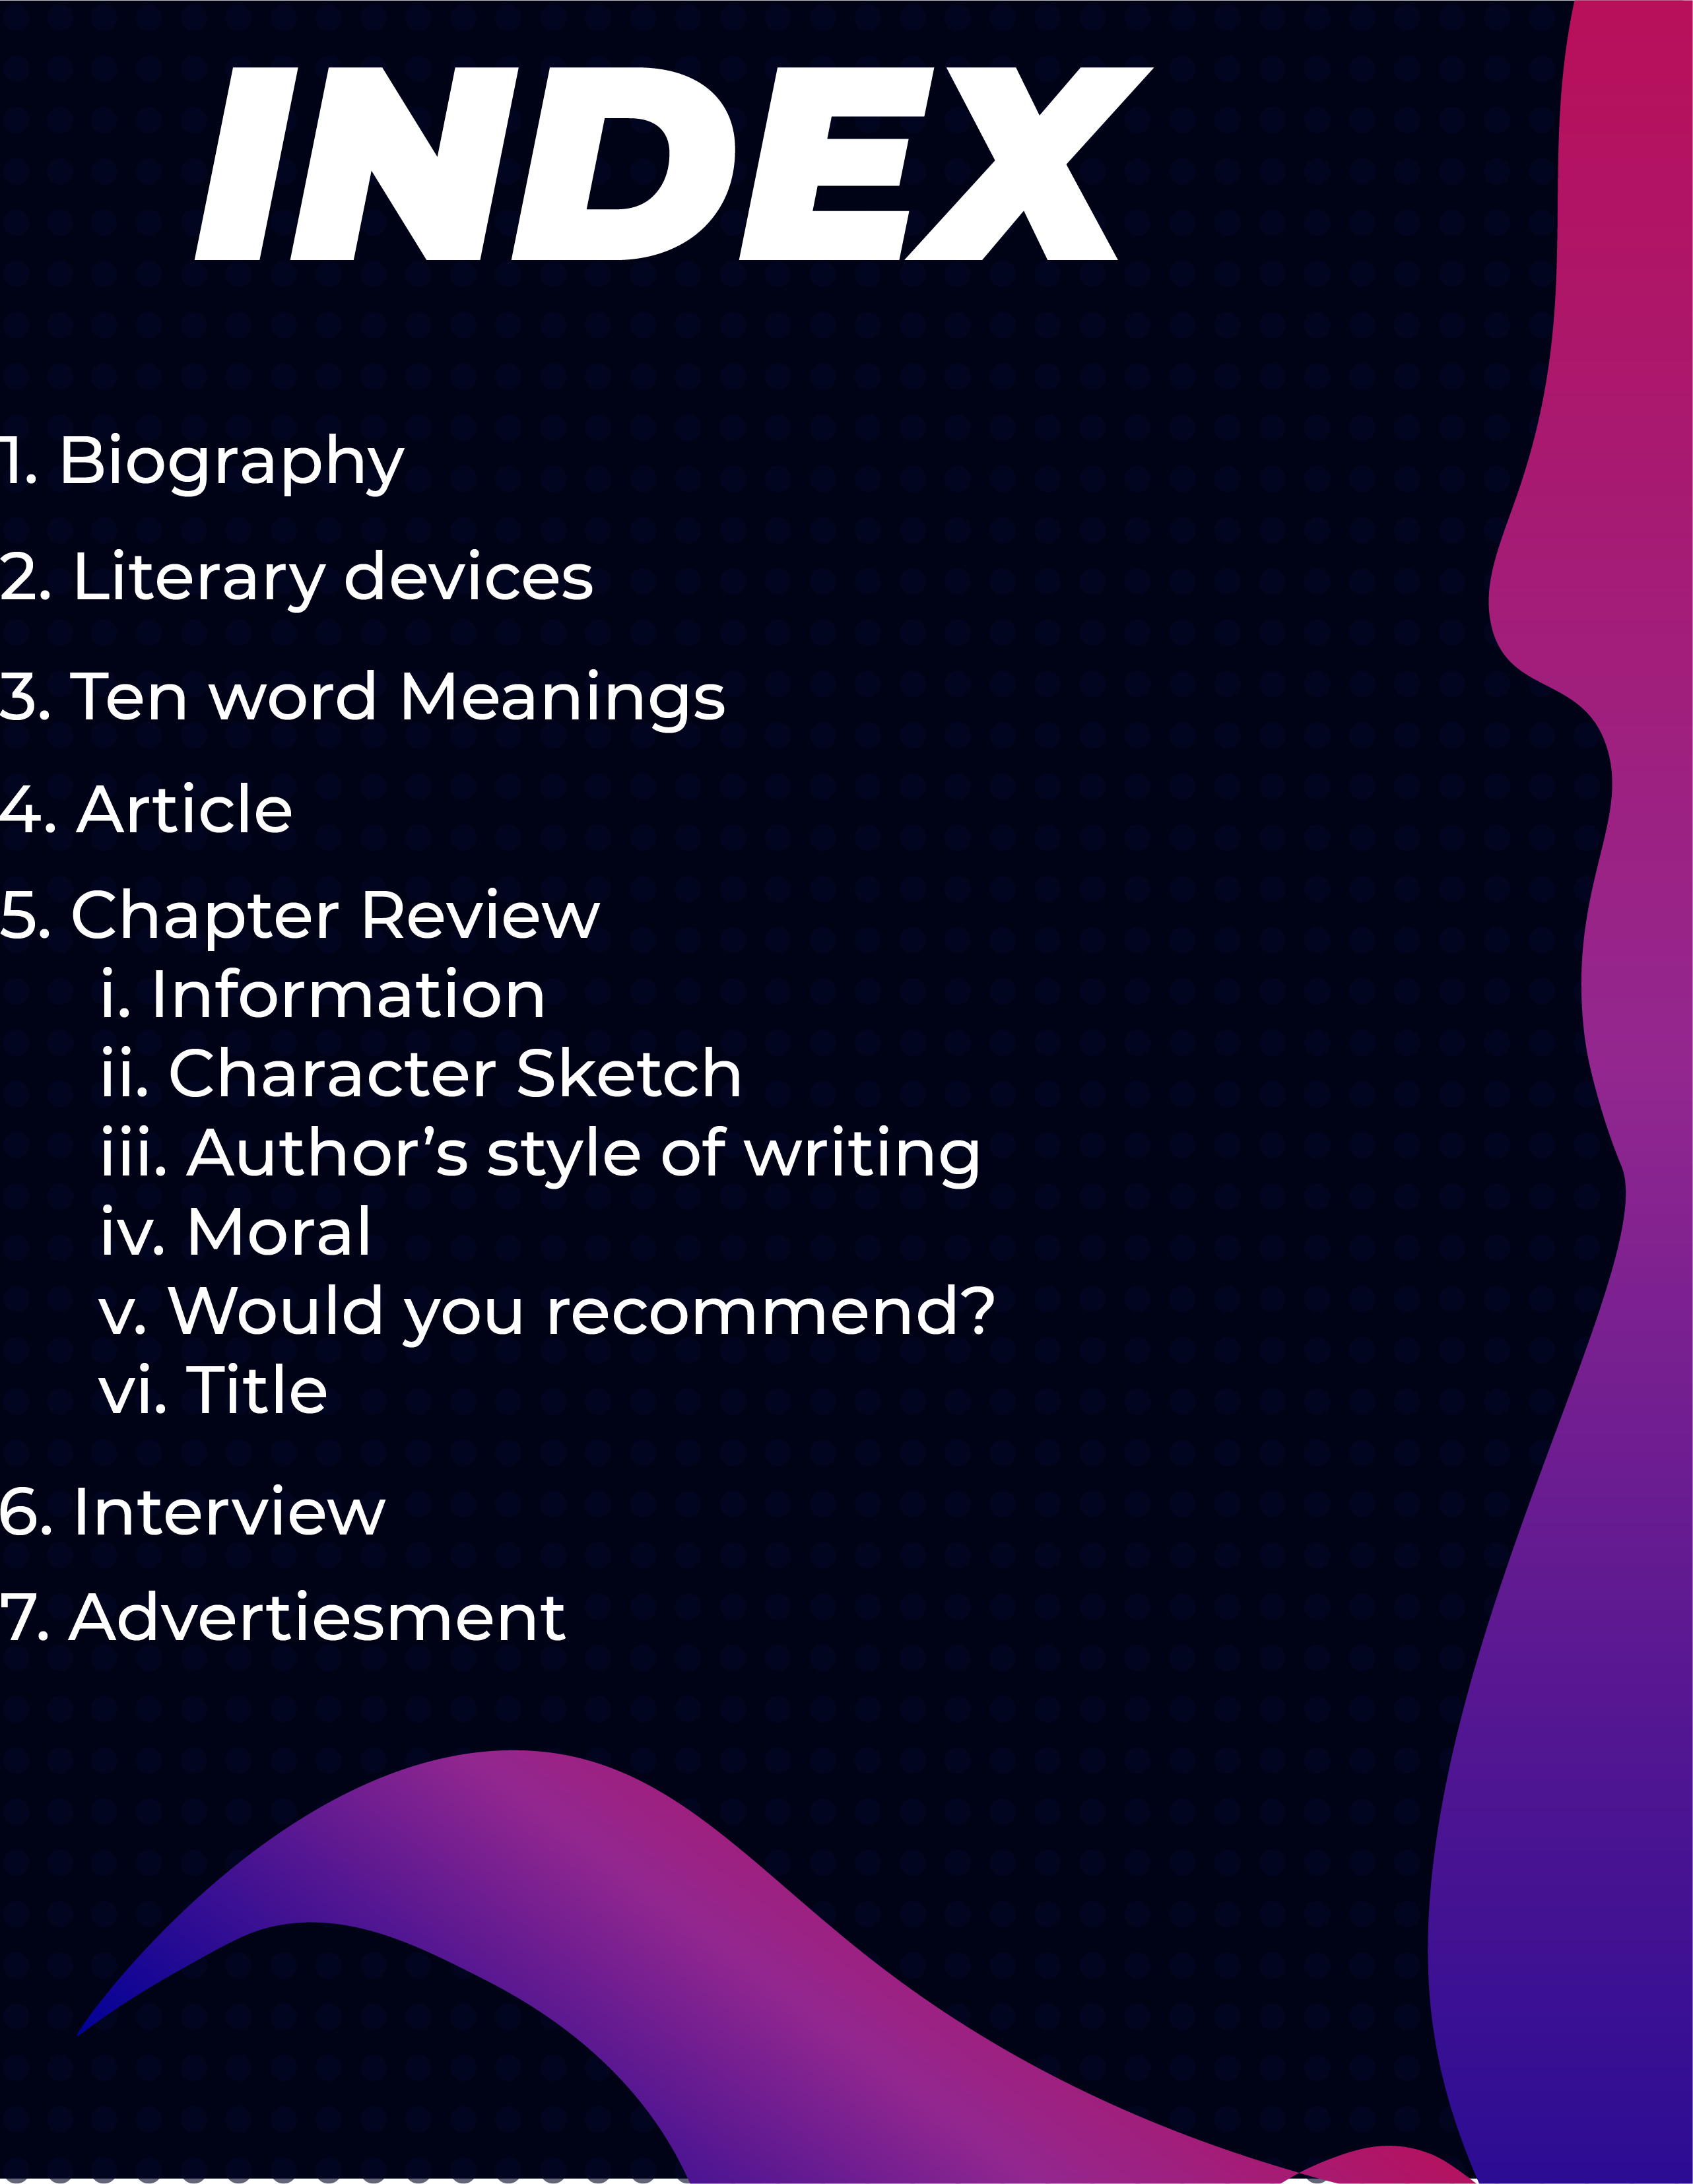 INDEX
1. Biography
2. Literary devices
3. Ten word Meanings
4. Article
5. Chapter Review
i. Information
ii. Character Sketch
iii. Author’s style of writing
iv. Moral
v. Would you recommend?
vi. Title
6. Interview
7. Advertiesment